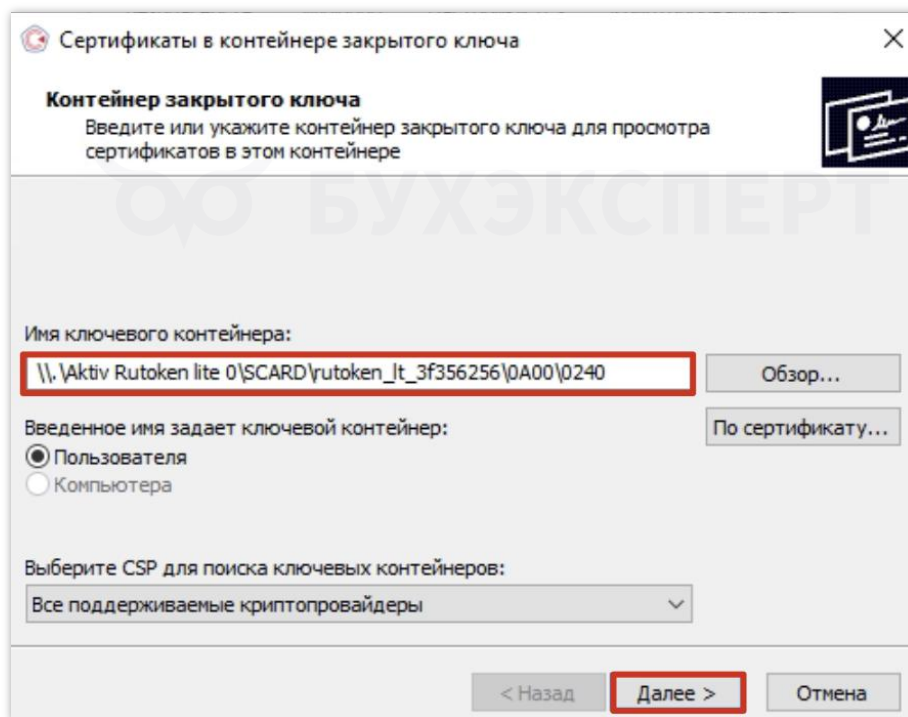 Сертификаты в контейнере закрытого ключа
Контейнер закрытого ключа
Введите или укажите контейнер закрытого ключа для просмотра
сертификатов в этом контейнере
БУХЭКСПЕРТ
Имя ключевого контейнера:
\\.\Aktiv Rutoken lite 0\SCARD\rutoken_lt_3f356256\0A00\0240
Обзор...
Введенное имя задает ключевой контейнер:
По сертификату...
Пользователя
Компьютера
Выберите CSP для поиска ключевых контейнеров:
Все поддерживаемые криптопровайдеры
< Назад
Далее >
Отмена